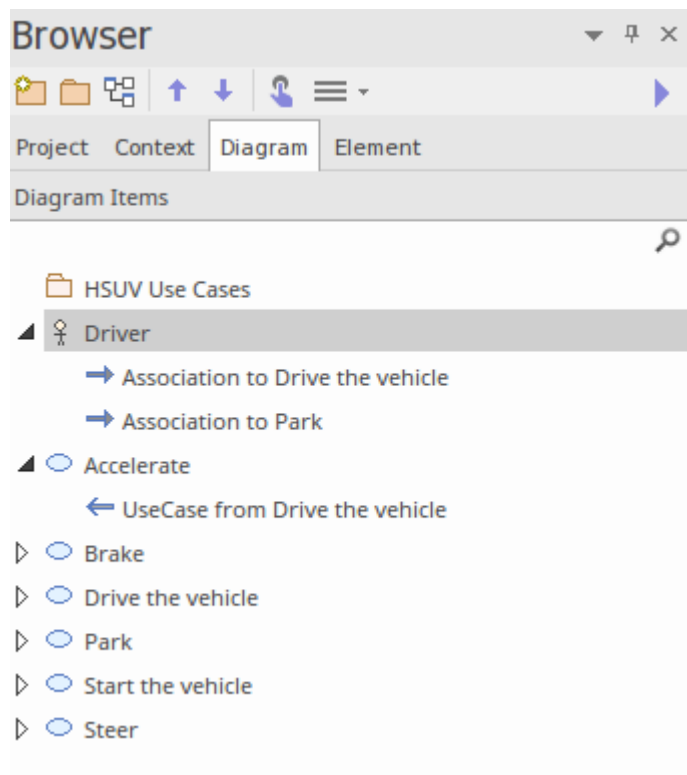 Browser
Project Context Diagram Element
Diagram Items
HSUV Use Cases
Driver
Association to Drive the vehicle
Association to Park
Accelerate
UseCase from Drive the vehicle
Brake
Drive the vehicle
Park
Start the vehicle
Steer